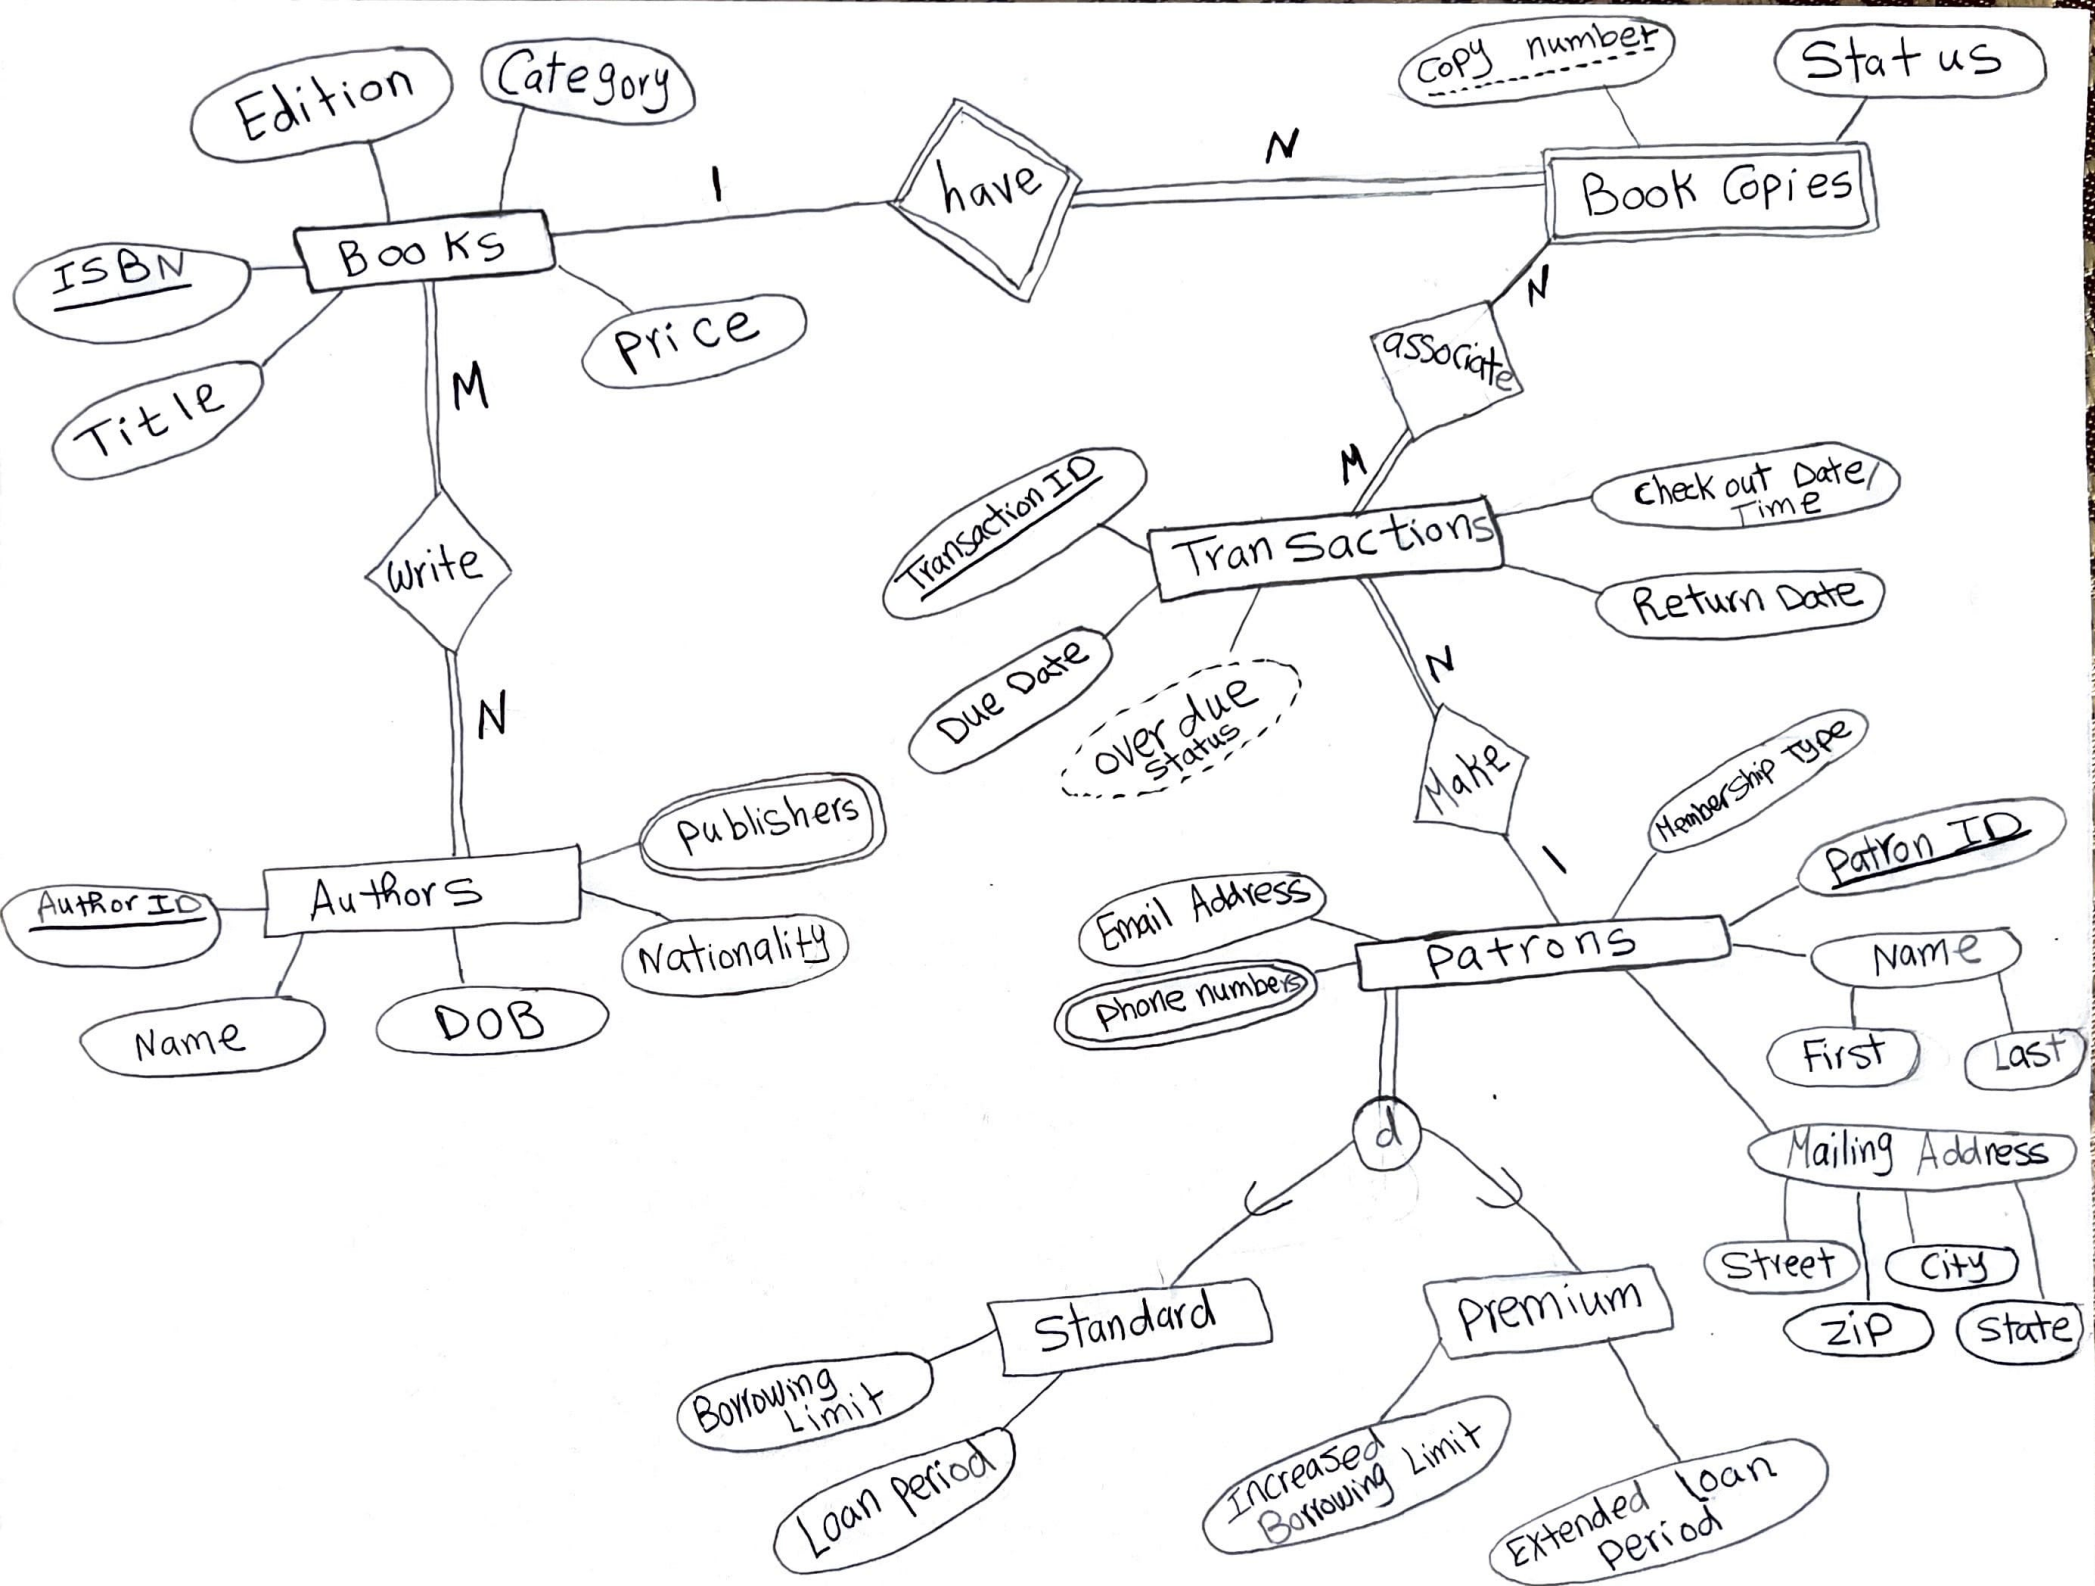 Edition
Category
Copy number
Status
1
have
N
Book Copies
Books
ISBN
Price
Title
N
associate
M
M
Transaction ID
Check out Date/
Time
Transactions
Write
Return Date
Due Date
over due
status
N
Make
N
Membership Type
Publishers
1
Patron ID
Author ID
Authors
Email Address
Patrons
Name
Nationality
Phone numbers
Name
DOB
First
Last
d
Mailing Address
Street
City
Zip
State
Standard
Premium
Borrowing
Limit
Loan period
Increased
Borrowing Limit
Extended Loan
Period